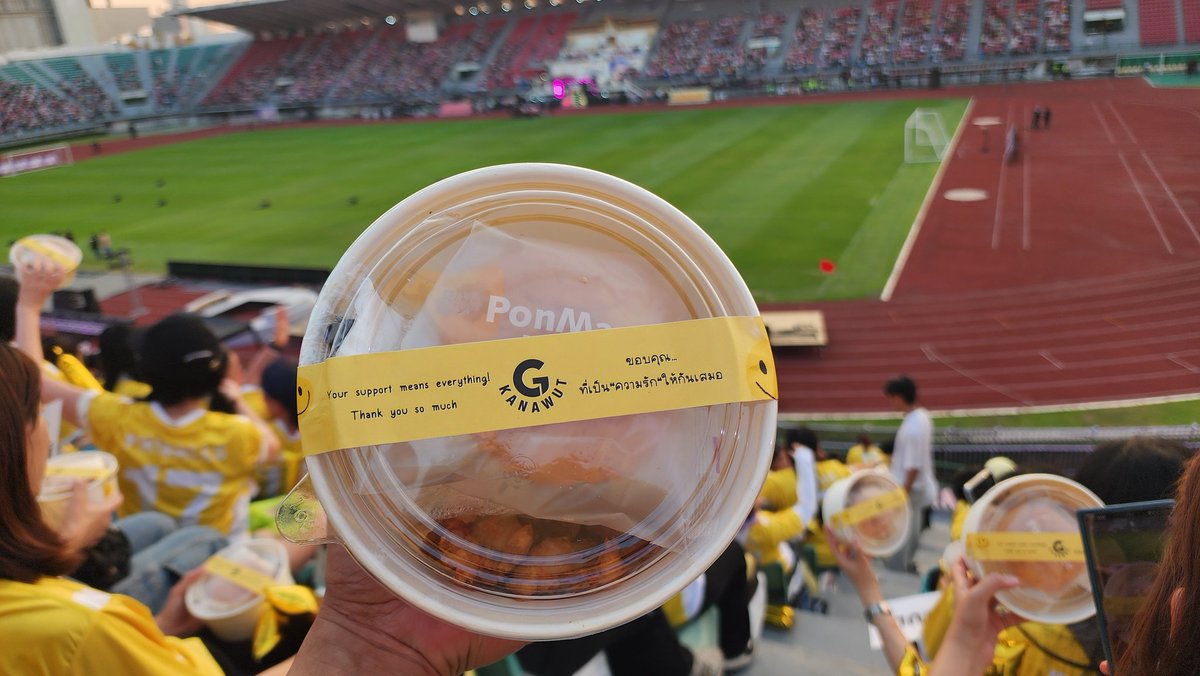 PonMa
Your support means everything!
Thank you so much
G
KANAWUT
ขอบคุณ...
ที่เป็น"ความรัก"ให้กันเสมอ